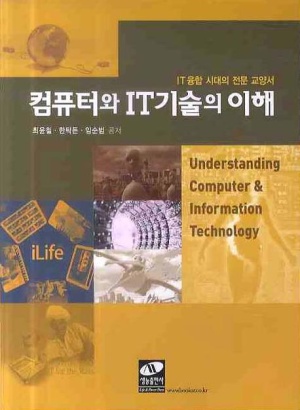 IT 융합 시대의 전문 교양서
컴퓨터와 IT기술의 이해
최윤철 · 한탁돈 · 임순범 공저
Understanding
Computer &
Information
Technology
iLife
생능출판사